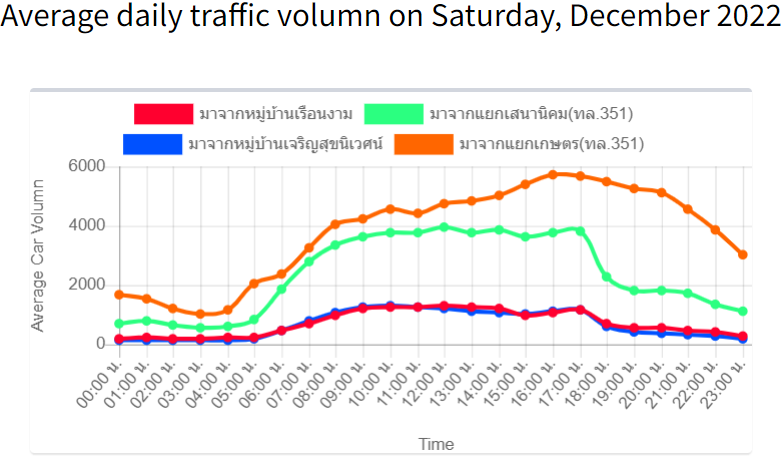 Average daily traffic volumn on Saturday, December 2022
มาจากหมู่บ้านเรือนงาม มาจากแยกเสนานิคม(ทล.351)
มาจากหมู่บ้านเจริญสุขนิเวศน์ มาจากแยกเกษตร(ทล.351)
Average Car Volumn
6000
4000
2000
0
00:00 น. 01:00 น. 02:00 น. 03:00 น. 04:00 น. 05:00 น. 06:00 น. 07:00 น. 08:00 น. 09:00 น. 10:00 น. 11:00 น. 12:00 น. 13:00 น. 14:00 น. 15:00 น. 16:00 น. 17:00 น. 18:00 น. 19:00 น. 20:00 น. 21:00 น. 22:00 น. 23:00 น.
Time